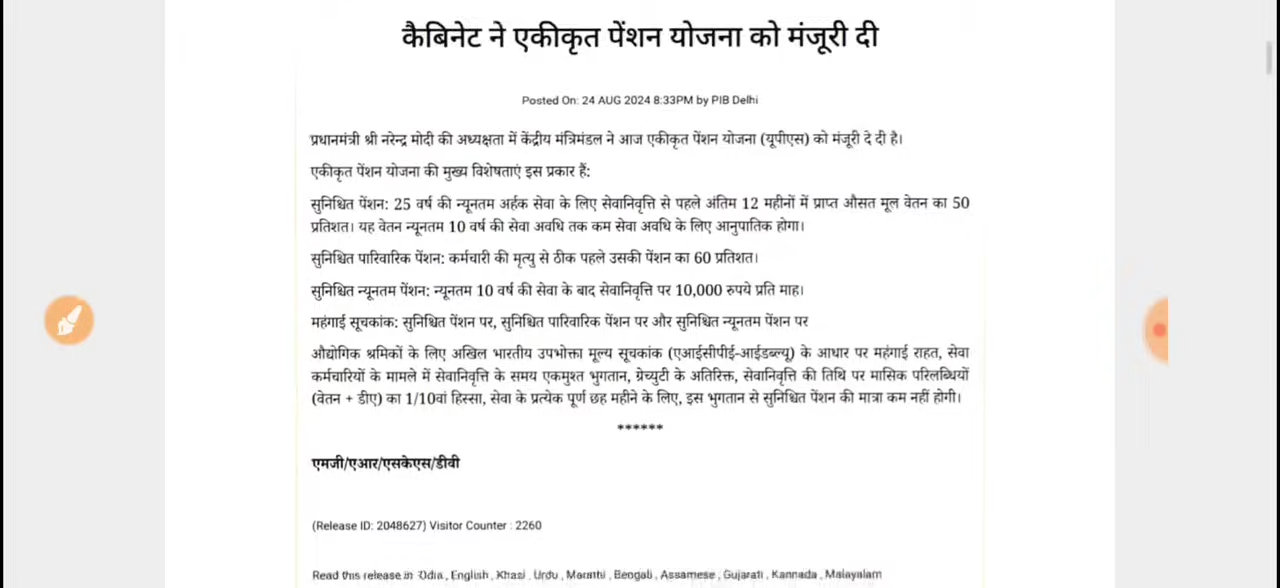 कैबिनेट ने एकीकृत पेंशन योजना को मंजूरी दी
Posted On: 24 AUG 2024 8:33PM by PIB Delhi
प्रधानमंत्री श्री नरेन्द्र मोदी की अध्यक्षता में केंद्रीय मंत्रिमंडल ने आज एकीकृत पेंशन योजना (यूपीएस) को मंजूरी दे दी है।
एकीकृत पेंशन योजना की मुख्य विशेषताएं इस प्रकार हैं:
सुनिश्चित पेंशन: 25 वर्ष की न्यूनतम अर्हक सेवा के लिए सेवानिवृत्ति से पहले अंतिम 12 महीनों में प्राप्त औसत मूल वेतन का 50
प्रतिशत। यह वेतन न्यूनतम 10 वर्ष की सेवा अवधि तक कम सेवा अवधि के लिए आनुपातिक होगा।
सुनिश्चित पारिवारिक पेंशन: कर्मचारी की मृत्यु से ठीक पहले उसकी पेंशन का 60 प्रतिशत।
सुनिश्चित न्यूनतम पेंशन: न्यूनतम 10 वर्ष की सेवा के बाद सेवानिवृत्ति पर 10,000 रुपये प्रति माह।
महंगाई सूचकांक: सुनिश्चित पेंशन पर, सुनिश्चित पारिवारिक पेंशन पर और सुनिश्चित न्यूनतम पेंशन पर
औद्योगिक श्रमिकों के लिए अखिल भारतीय उपभोक्ता मूल्य सूचकांक (एआईसीपीई-आईडब्ल्यू) के आधार पर महंगाई राहत, सेवा
कर्मचारियों के मामले में सेवानिवृत्ति के समय एकमुश्त भुगतान, ग्रेच्युटी के अतिरिक्त, सेवानिवृत्ति की तिथि पर मासिक परिलब्धियों
(वेतन + डीए) का 1/10वां हिस्सा, सेवा के प्रत्येक पूर्ण छह महीने के लिए, इस भुगतान से सुनिश्चित पेंशन की मात्रा कम नहीं होगी।
******
एमजी/एआर/एसकेएस/डीवी
(Release ID: 2048627) Visitor Counter : 2260
Read this release in: Odia , English , Khasi , Urdu , Marathi , Bengali , Assamese , Gujarati , Kannada , Malayalam